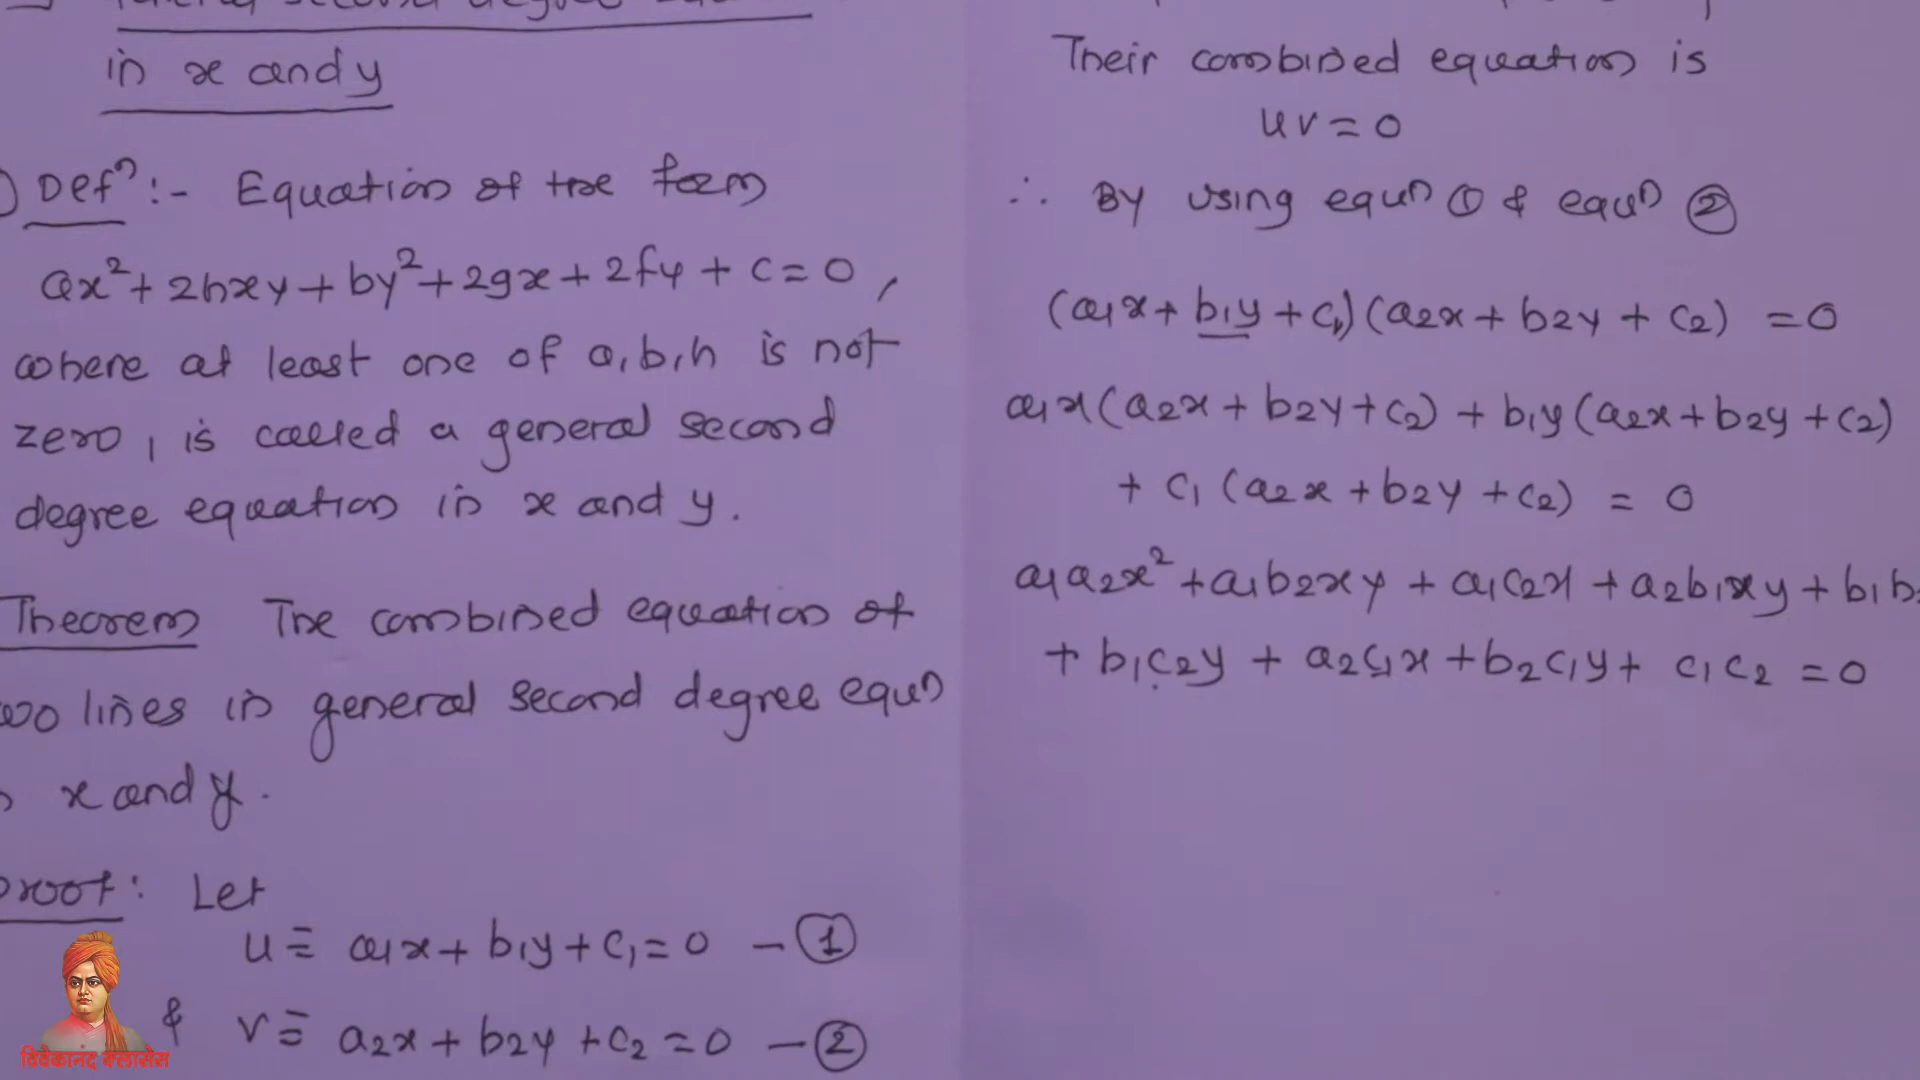 in x and y
Defⁿ :- Equation of the form
ax² + 2hxy + by² + 2gx + 2fy + c = 0 ,
where at least one of a, b, h is not
zero, is called a general second
degree equation in x and y.
Theorem The combined equation of
lines in general second degree equⁿ
x and y.
Proof : Let
u ≡ a₁x + b₁y + c₁ = 0 - ①
& v ≡ a₂x + b₂y + c₂ = 0 - ②
Their combined equation is
uv = 0
∴ By using equⁿ ① & equⁿ ②
(a₁x + b₁y + c₁) (a₂x + b₂y + c₂) = 0
a₁x (a₂x + b₂y + c₂) + b₁y (a₂x + b₂y + c₂)
+ c₁ (a₂x + b₂y + c₂) = 0
a₁a₂x² + a₁b₂xy + a₁c₂x + a₂b₁xy + b₁b
+ b₁c₂y + a₂c₁x + b₂c₁y + c₁c₂ = 0
विवेकानंद क्लासेस